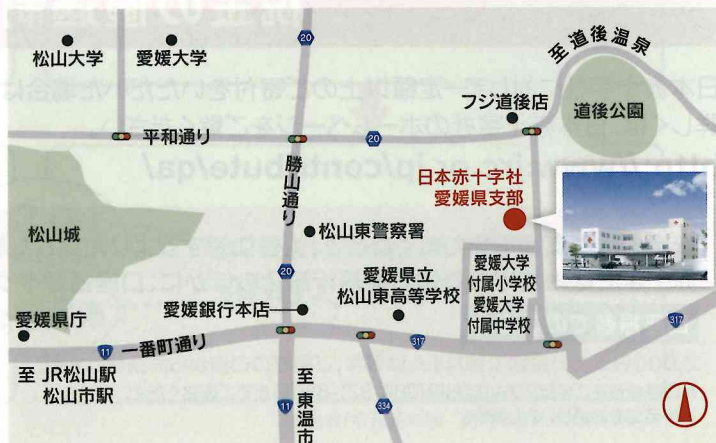 松山大学
愛媛大学
20
至道後温泉
フジ道後店
道後公園
平和通り
20
勝山通り
日本赤十字社
愛媛県支部
松山城
松山東警察署
20
愛媛県立
松山東高等学校
愛媛大学
付属小学校
愛媛大学
付属中学校
愛媛県庁
愛媛銀行本店
11
一番町通り
317
317
至 JR松山駅
松山市駅
11
至 東温市
334